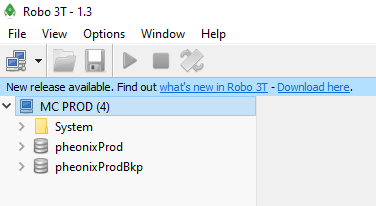 Robo 3T - 1.3
File View Options Window Help
New release available. Find out what's new in Robo 3T - Download here.
MC PROD (4)
System
pheonixProd
pheonixProdBkp